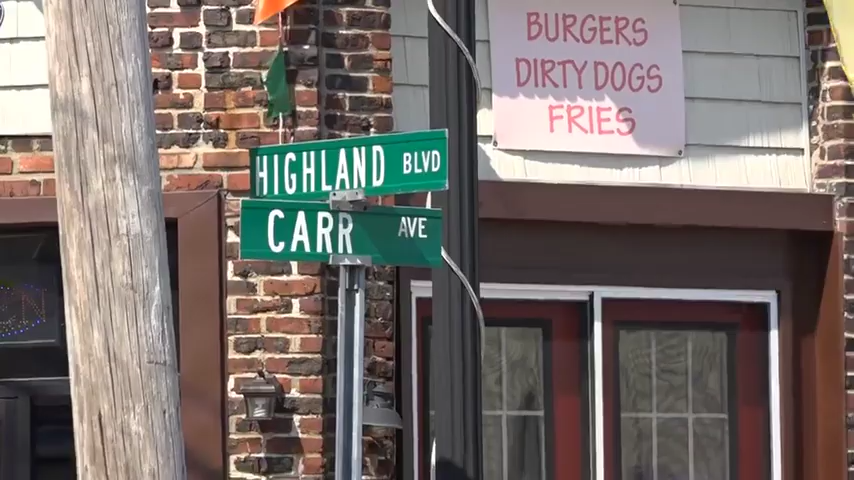 BURGERS
DIRTY DOGS
FRIES
HIGHLAND BLVD
CARR AVE